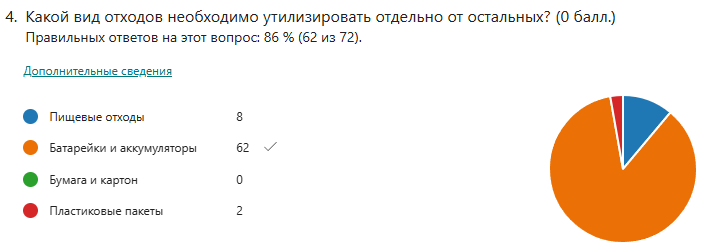 4. Какой вид отходов необходимо утилизировать отдельно от остальных? (0 балл.)
Правильных ответов на этот вопрос: 86 % (62 из 72).
Дополнительные сведения
Пищевые отходы 8
Батарейки и аккумуляторы 62
Бумага и картон 0
Пластиковые пакеты 2